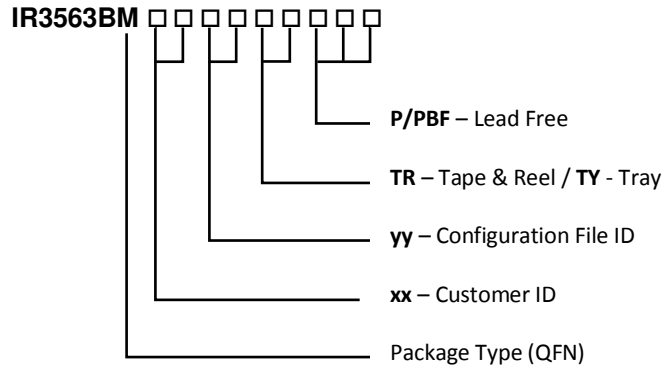 IR3563BM
P/PBF – Lead Free
TR – Tape & Reel / TY - Tray
yy – Configuration File ID
xx – Customer ID
Package Type (QFN)